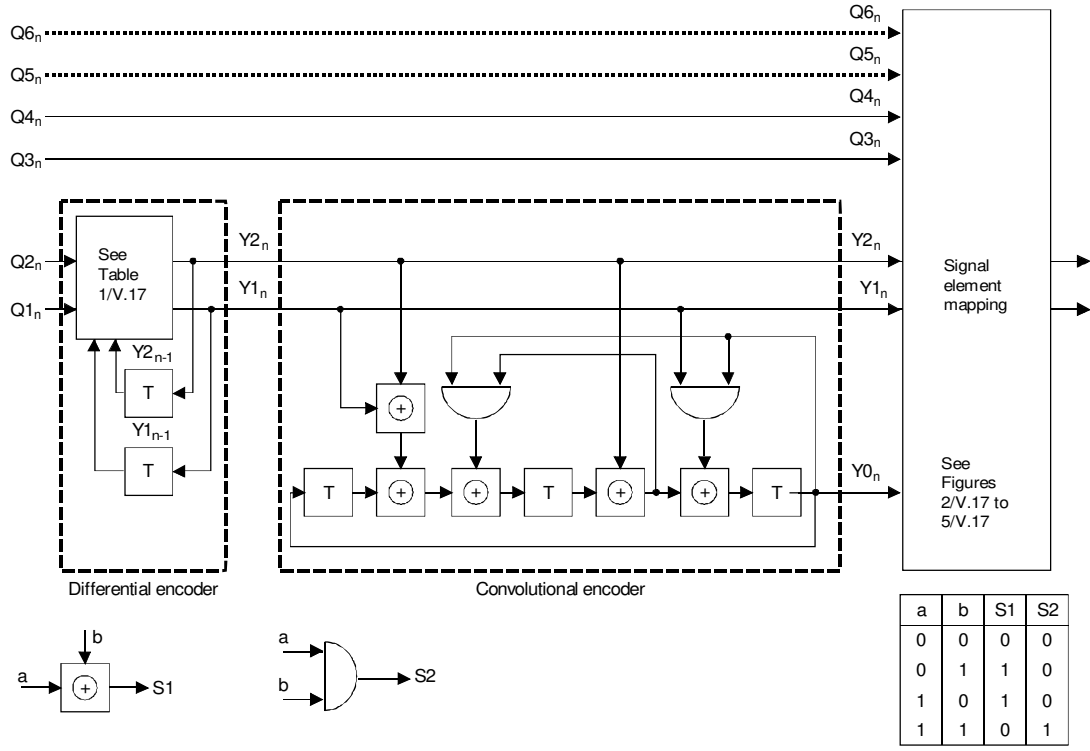 Q6n Q6n
Q5n Q5n
Q4n Q4n
Q3n Q3n
See
Table
1/V.17
Q2n Y2n Y2n
Q1n Y1n Y1n
Signal
element
mapping
Y2n-1
T
Y1n-1
T
+
T + + T + + T Y0n
See
Figures
2/V.17 to
5/V.17
Differential encoder Convolutional encoder
b
a + S1
a
b S2
a b S1 S2
0 0 0 0
0 1 1 0
1 0 1 0
1 1 0 1